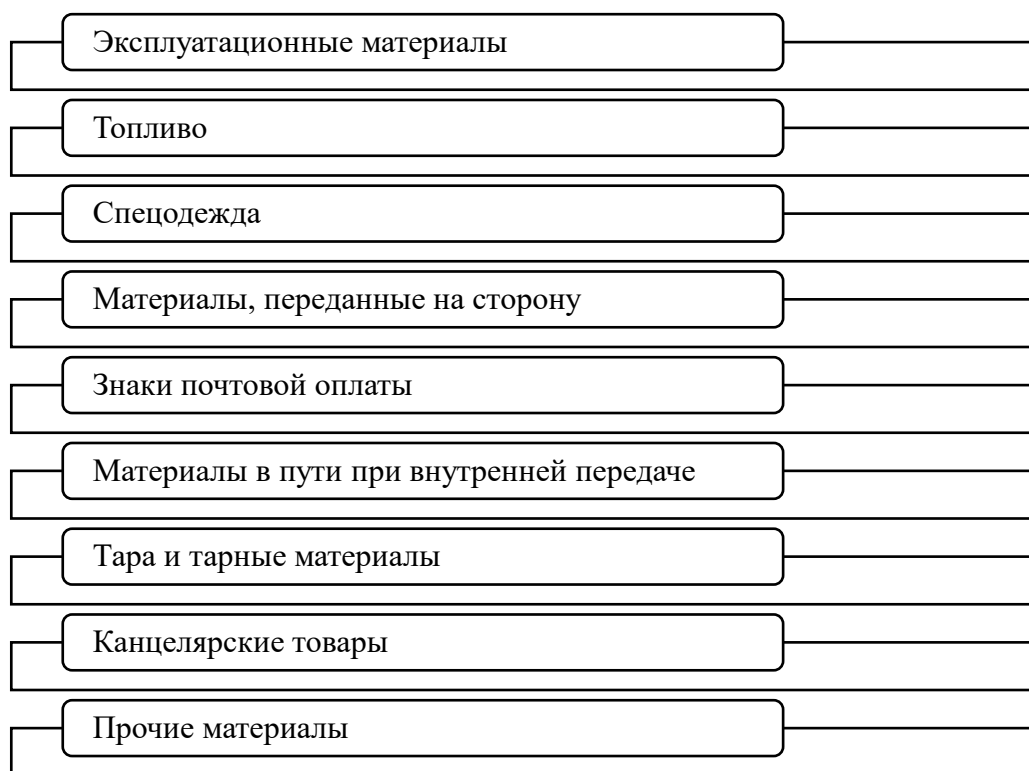 Эксплуатационные материалы
Топливо
Спецодежда
Материалы, переданные на сторону
Знаки почтовой оплаты
Материалы в пути при внутренней передаче
Тара и тарные материалы
Канцелярские товары
Прочие материалы